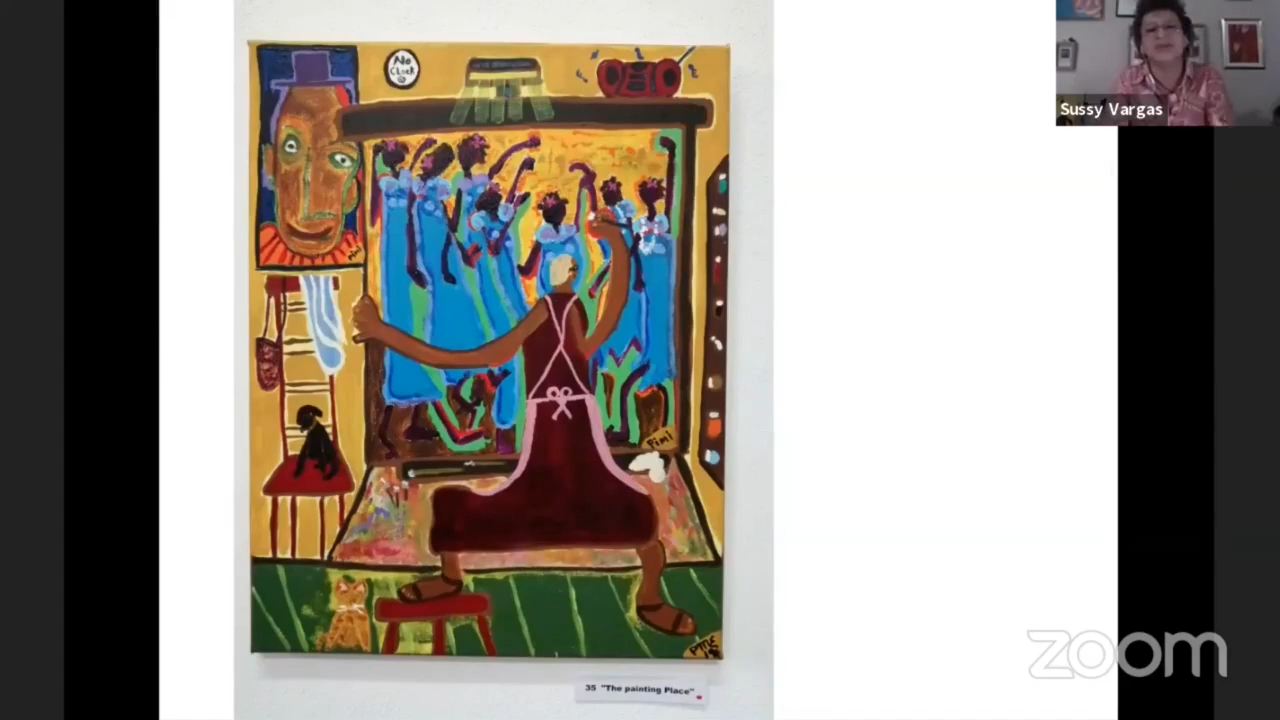 No
Clock
Sussy Vargas
Pimi
35 "The painting Place"
zoom